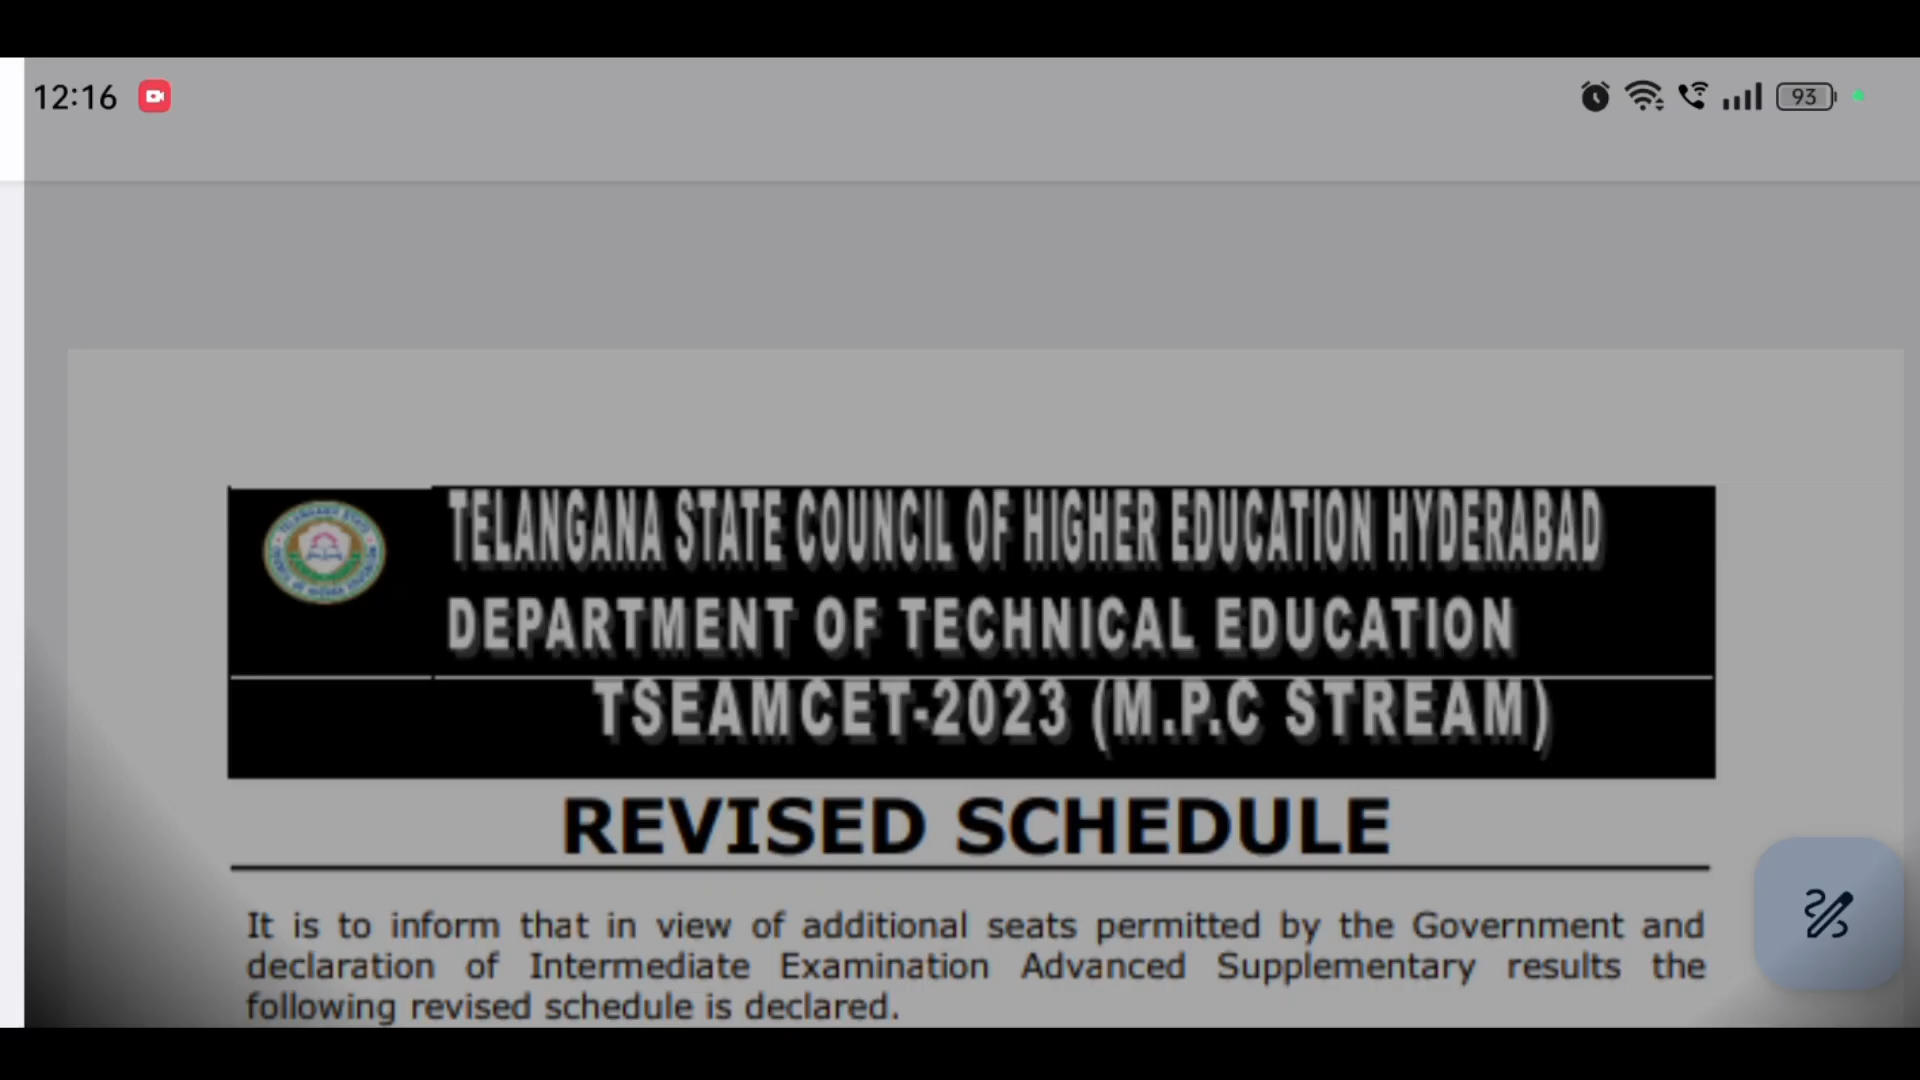 12:16
93
TELANGANA STATE COUNCIL OF HIGHER EDUCATION HYDERABAD
DEPARTMENT OF TECHNICAL EDUCATION
TSEAMCET-2023 (M.P.C STREAM)
REVISED SCHEDULE
It is to inform that in view of additional seats permitted by the Government and
declaration of Intermediate Examination Advanced Supplementary results the
following revised schedule is declared.